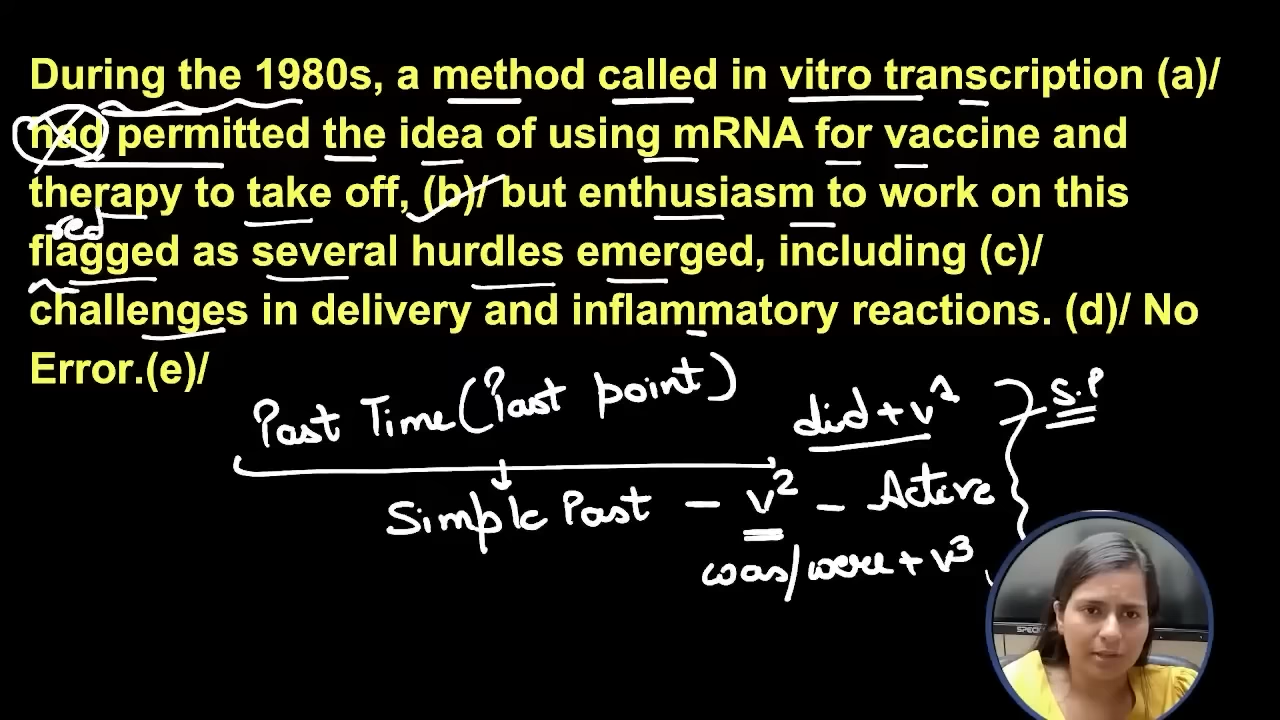 During the 1980s, a method called in vitro transcription (a)/
had permitted the idea of using mRNA for vaccine and
therapy to take off, (b)/ but enthusiasm to work on this
red
flagged as several hurdles emerged, including (c)/
challenges in delivery and inflammatory reactions. (d)/ No
Error.(e)/
Past Time (Past point)
did + v¹
S.P
Simple Past - v² - Active
was/were + v³
SPEC